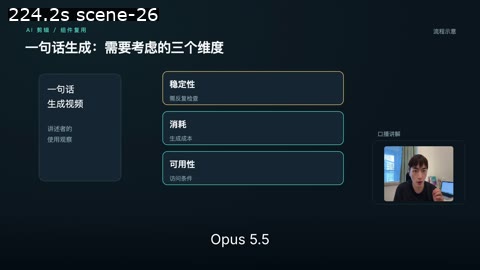 224.2s scene-26
AI 剪辑 / 组件复用
流程示意
一句话生成：需要考虑的三个维度
一句话
生成视频
讲述者的
使用观察
稳定性
需反复检查
消耗
生成成本
可用性
访问条件
口播讲解
Opus 5.5